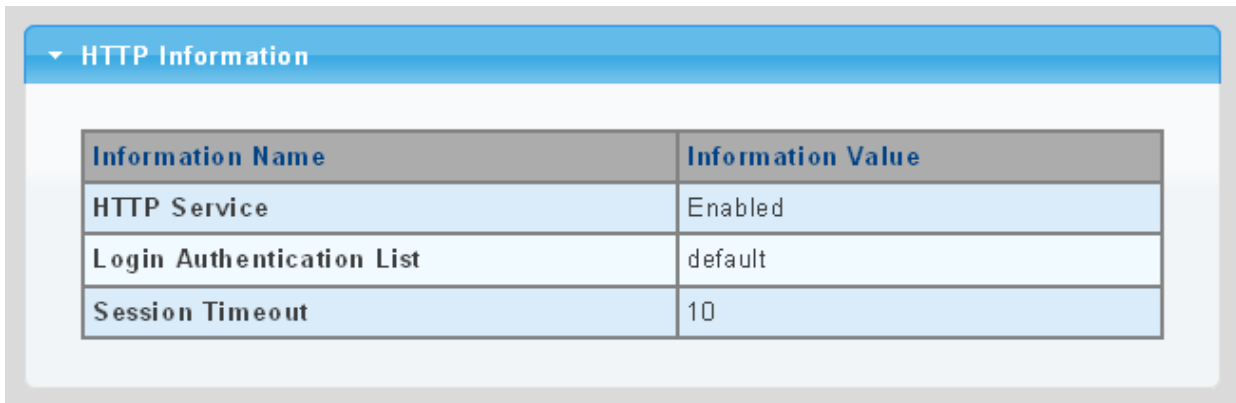 HTTP Information
Information Name Information Value
HTTP Service Enabled
Login Authentication List default
Session Timeout 10